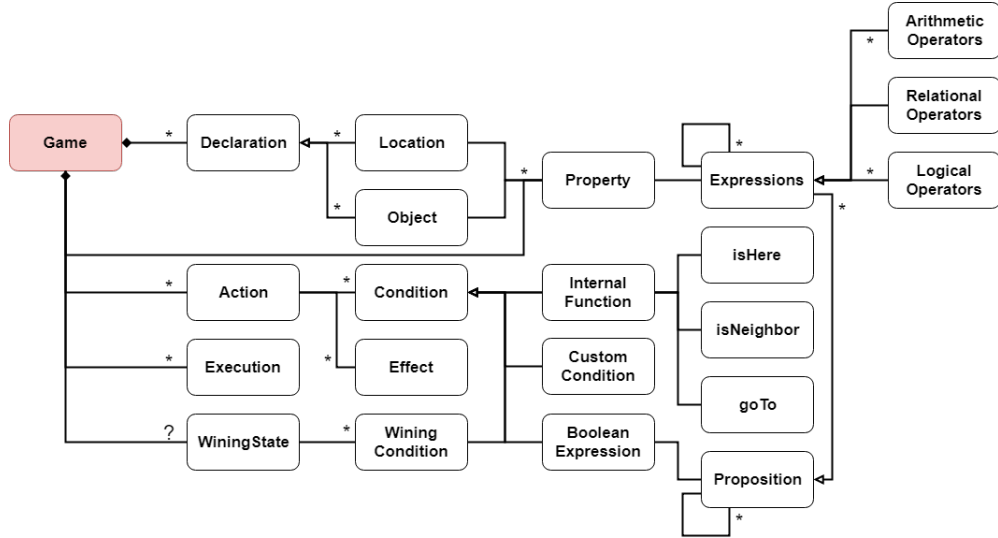 Arithmetic
Operators
*
Relational
Operators
Game
*
Declaration
*
Location
*
Property
*
Expressions
*
Logical
Operators
*
Object
*
isHere
*
Action
*
Condition
Internal
Function
isNeighbor
*
Execution
*
Effect
Custom
Condition
goTo
?
WiningState
*
Wining
Condition
Boolean
Expression
Proposition
*